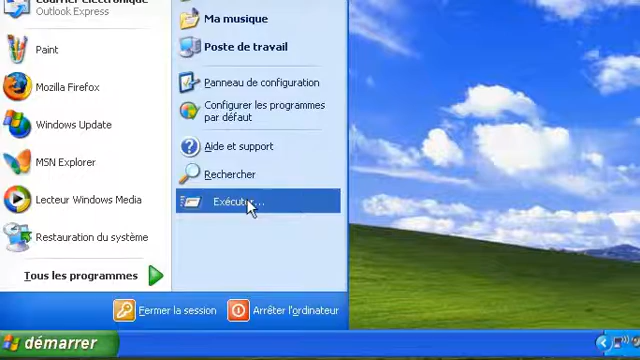 Courrier électronique
Outlook Express
Paint
Mozilla Firefox
Windows Update
MSN Explorer
Lecteur Windows Media
Restauration du système
Tous les programmes
Ma musique
Poste de travail
Panneau de configuration
Configurer les programmes
par défaut
Aide et support
Rechercher
Exécuter...
Fermer la session
Arrêter l'ordinateur
démarrer